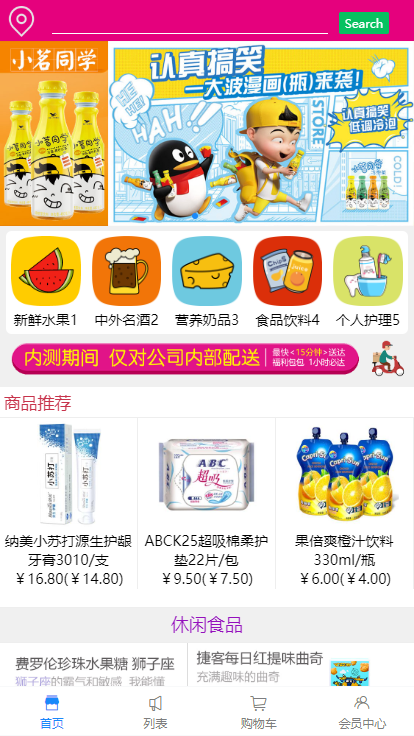 Search
小茗同学
认真搞笑
一大波漫画(瓶)来袭!
HAH!!
STORE
认真搞笑
低调冷泡
COLD!
新鲜水果1
中外名酒2
营养奶品3
食品饮料4
个人护理5
内测期间 仅对公司内部配送
最快<15分钟>送达
福利包包 1小时必达
商品推荐
小苏打
ABC
超吸
CapriSun
纳美小苏打源生护龈
牙膏3010/支
￥16.80(￥14.80)
ABCK25超吸棉柔护
垫22片/包
￥9.50(￥7.50)
果倍爽橙汁饮料
330ml/瓶
￥6.00(￥4.00)
休闲食品
费罗伦珍珠水果糖 狮子座
狮子座的霸气和敏感 我能懂
捷客每日红提味曲奇
充满趣味的曲奇
首页
列表
购物车
会员中心